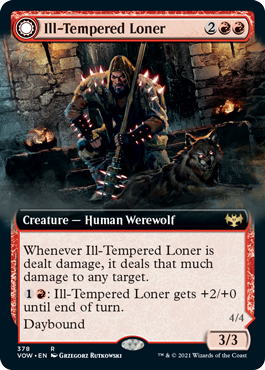 Ill-Tempered Loner 2
Creature — Human Werewolf
Whenever Ill-Tempered Loner is
dealt damage, it deals that much
damage to any target.
1: Ill-Tempered Loner gets +2/+0
until end of turn.
Daybound
4/4
3/3
378 R
VOW • EN Grzegorz Rutkowski
™ & © 2021 Wizards of the Coast